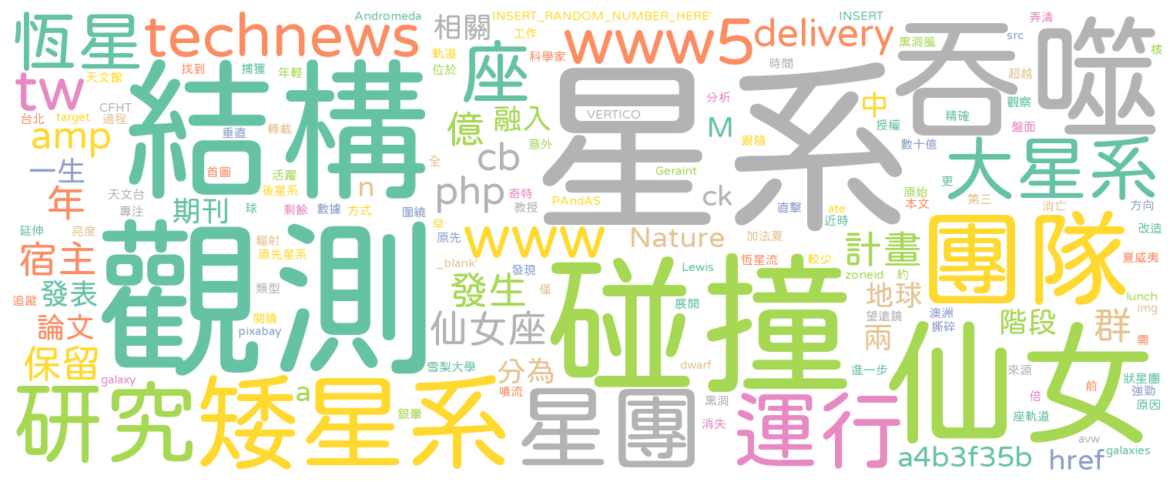 恆星
technews
Andromeda
相關
INSERT_RANDOM_NUMBER_HERE'
工作
www5
delivery
INSERT
黑洞風
弄清
src
吞噬
核
tw
天文館
找到
捕獲
年輕
軌道
位於
座
科學家
時間
超越
觀察
CFHT
過程
台北
target
結構
amp
垂直
轉載
億
融入
意外
星系
VERTICO
分析
M
跟隨
中
授權
精確
盤面
數十億
大星系
一生
首圖
全
cb
Geraint
更
年
天文台
專注
活躍
後星系
n
php
奇特
教授
PAndAS
ck
直擊
ate
近時
原始
本文
第三
消亡
方向
期刊
球
剩餘
數據
方式
圍繞
早
原先
延伸
亮度
觀測
輻射
原先星系
www
Nature
加法夏
計畫
團隊
改造
宿主
類型
_blank
發現
僅
Lewis
恆星流
較少
zoneid
約
夏威夷
追蹤
發表
發生
碰撞
展開
地球
lunch
img
論文
閱讀
pixabay
仙女座
望遠鏡
澳洲
撕碎
階段
群
兩
需
保留
雪梨大學
分為
dwarf
進一步
仙女
來源
狀星團
強勁
原因
galaxy
研究
矮星系
a
銀暈
噴流
星團
黑洞
消失
運行
前
倍
座軌道
a4b3f35b
href
avw
galaxies